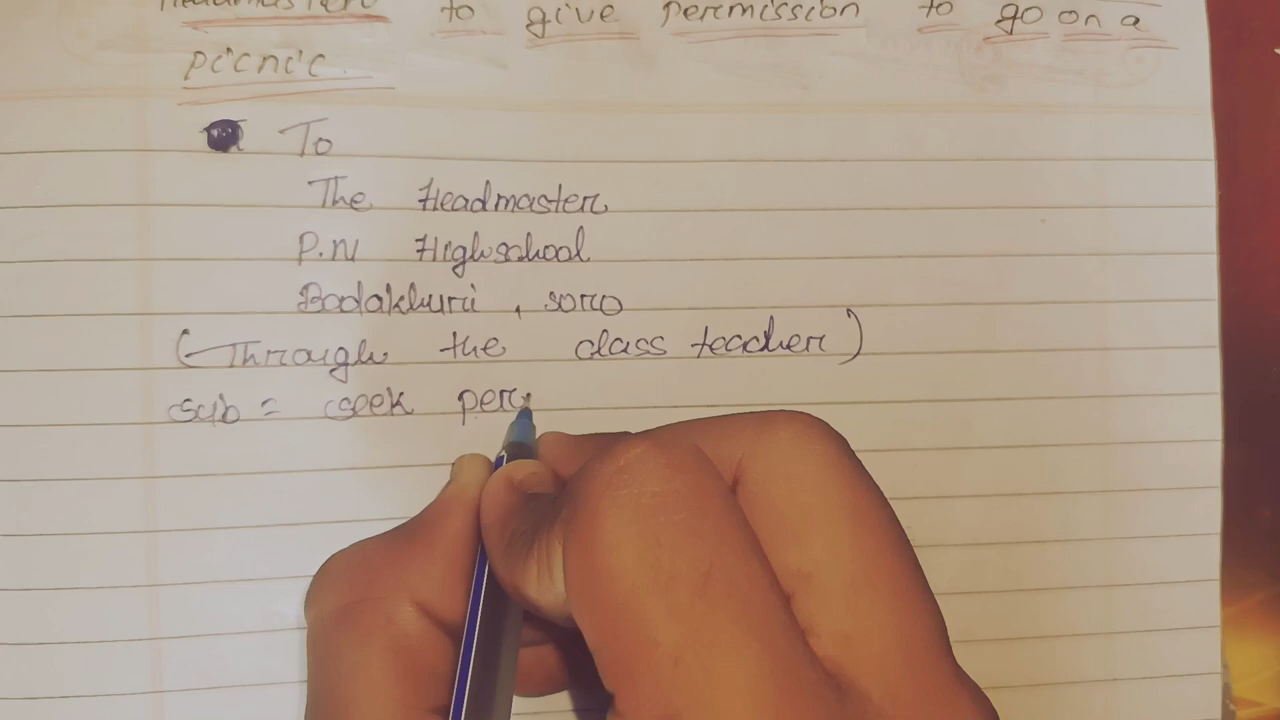 to give permission to go on a
picnic.
To
The Headmaster
P.N Highschool
Badakhuri, soro
(Through the class teacher)
sub = seek per